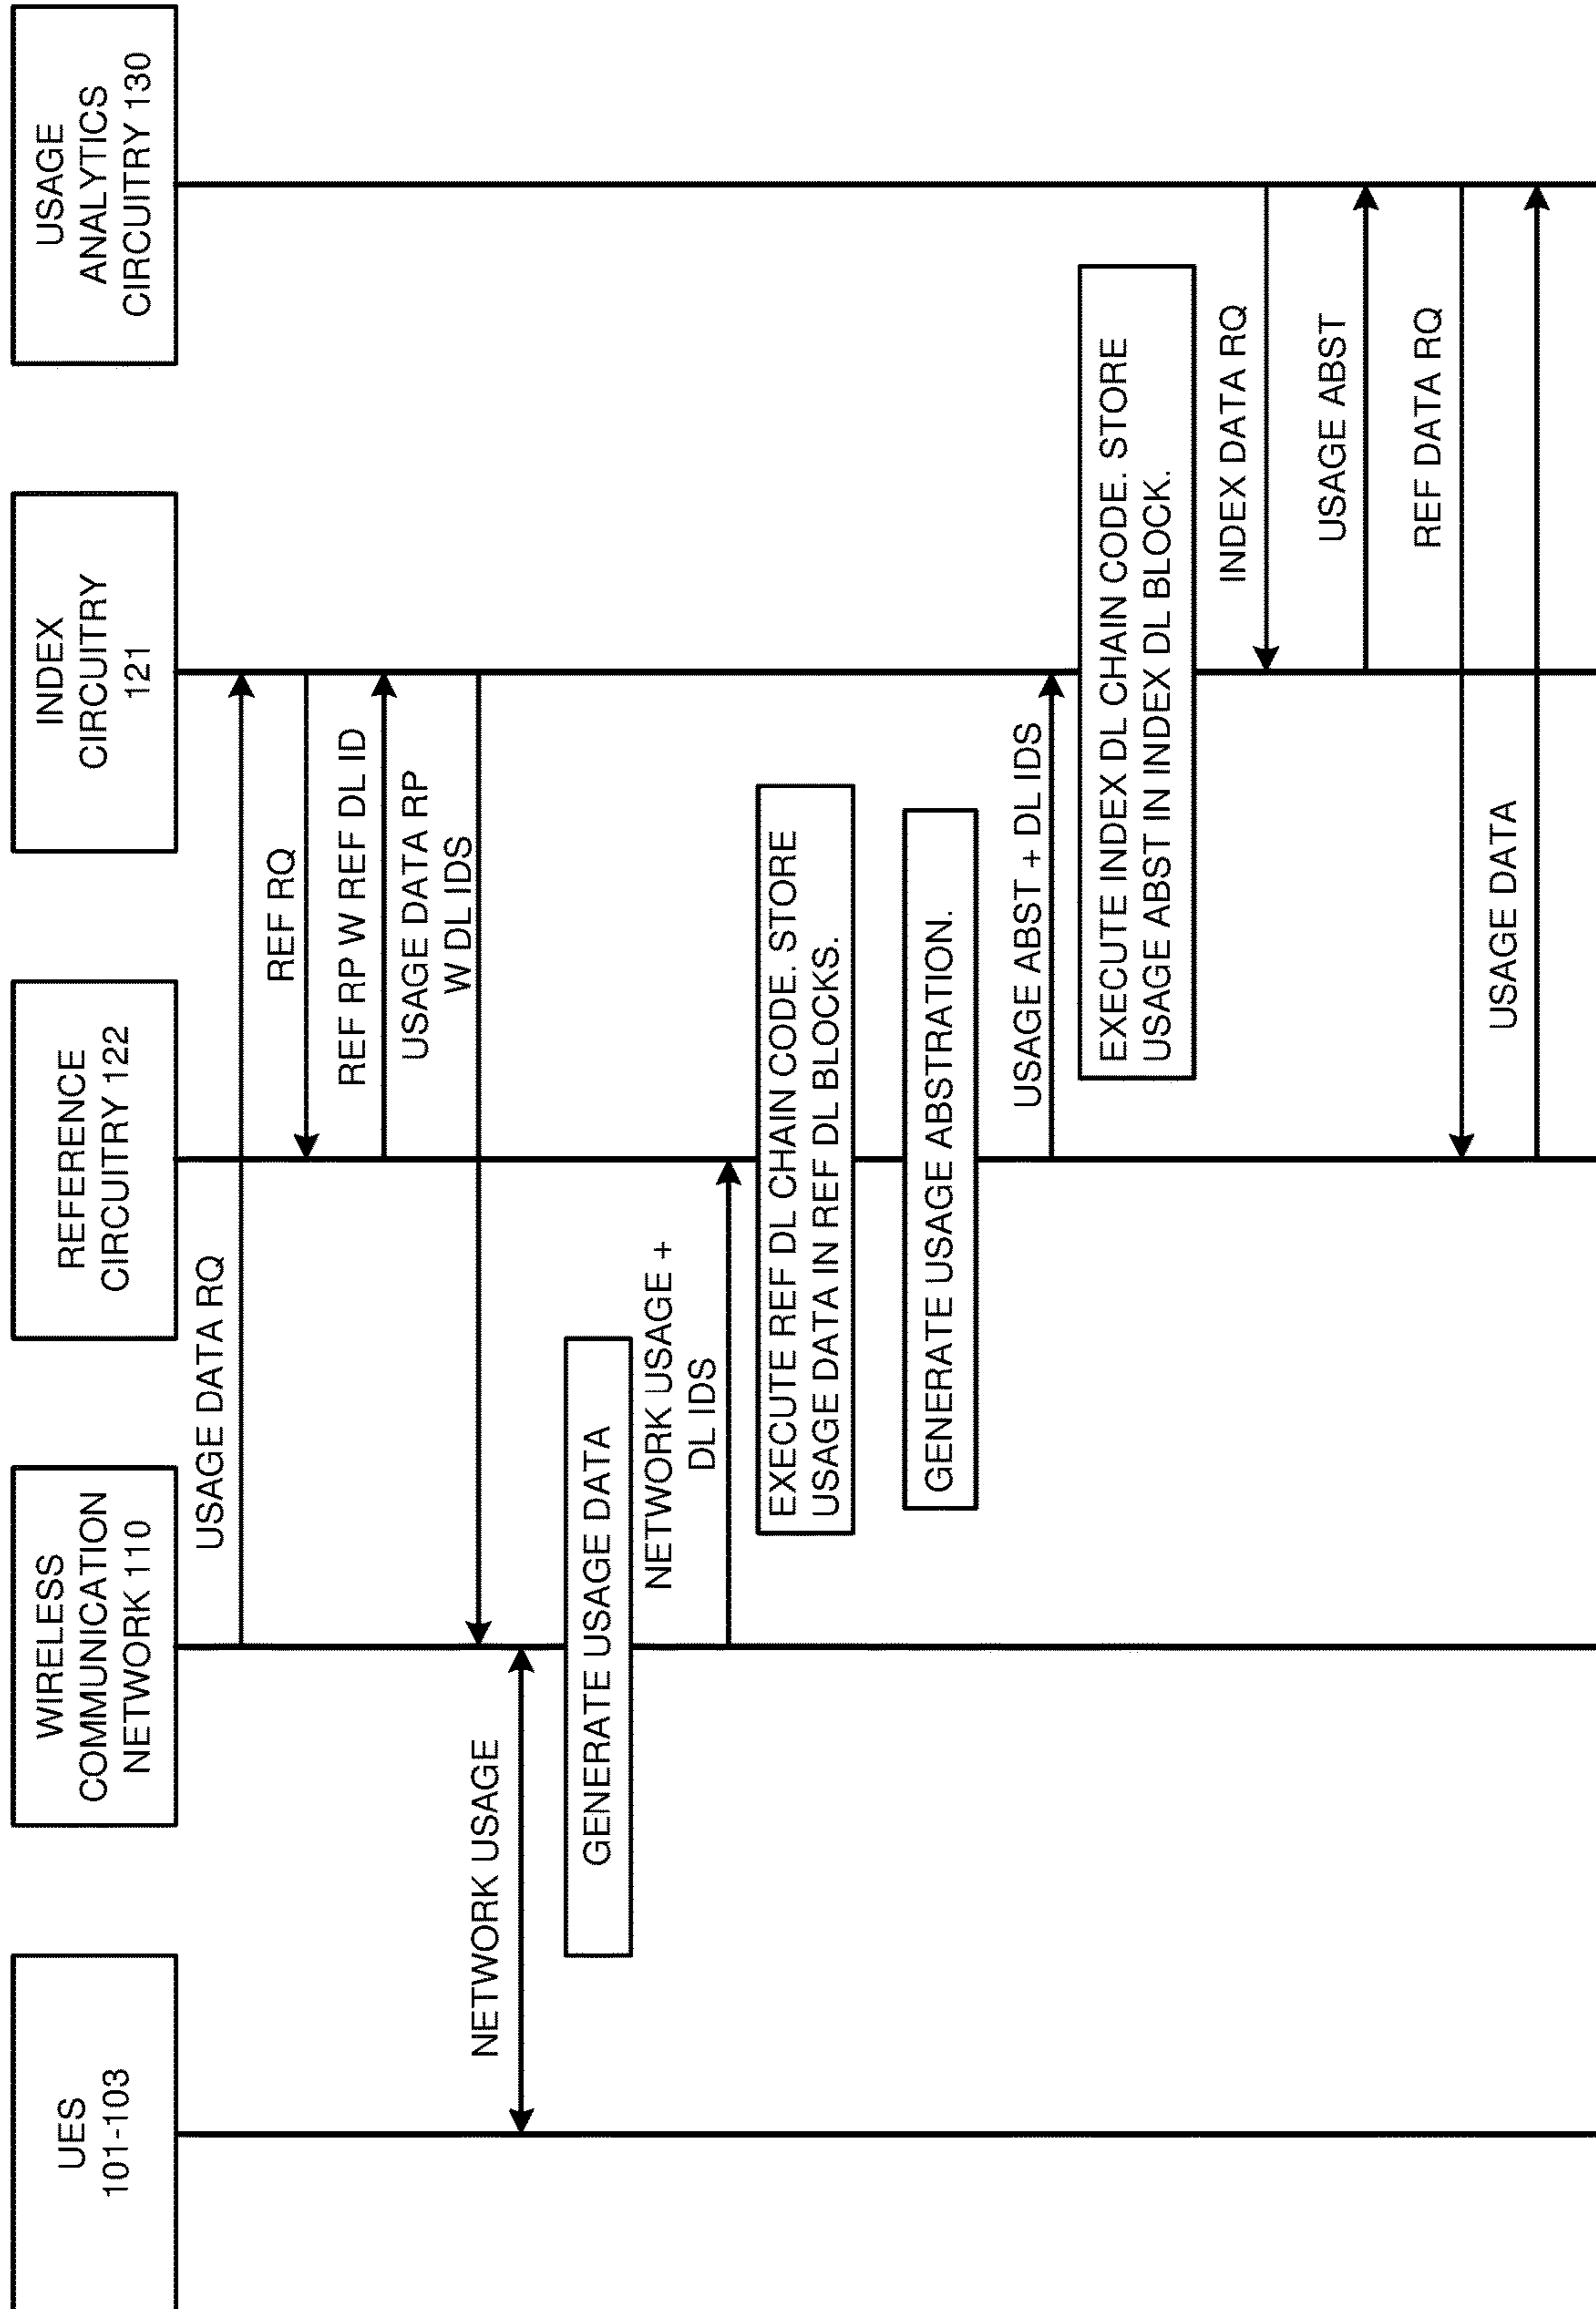 UES
101-103
WIRELESS
COMMUNICATION
NETWORK 110
REFERENCE
CIRCUITRY 122
INDEX
CIRCUITRY
121
USAGE
ANALYTICS
CIRCUITRY 130
USAGE DATA RQ
REF RQ
REF RP W REF DL ID
USAGE DATA RP
W DL IDS
NETWORK USAGE
GENERATE USAGE DATA
NETWORK USAGE +
DL IDS
EXECUTE REF DL CHAIN CODE. STORE
USAGE DATA IN REF DL BLOCKS.
GENERATE USAGE ABSTRATION.
USAGE ABST + DL IDS
EXECUTE INDEX DL CHAIN CODE. STORE
USAGE ABST IN INDEX DL BLOCK.
INDEX DATA RQ
USAGE ABST
REF DATA RQ
USAGE DATA